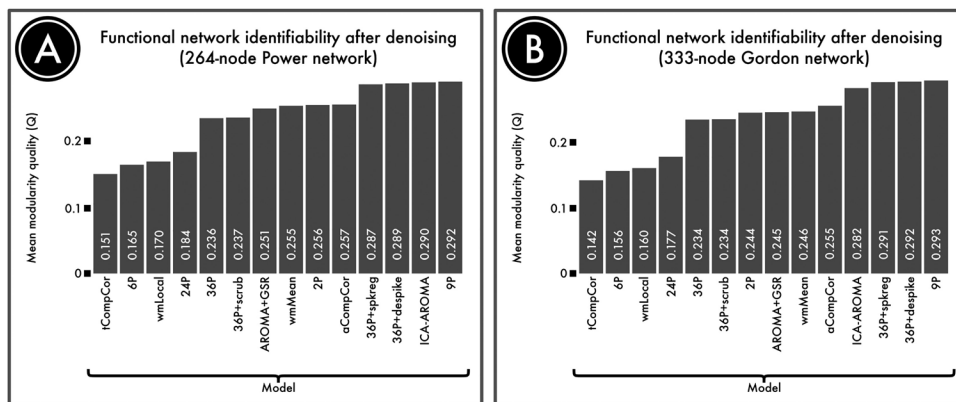 A
Functional network identifiability after denoising
(264-node Power network)
Mean modularity quality (Q)
0.2
0.1
0
0.151
0.165
0.170
0.184
0.236
0.237
0.251
0.255
0.256
0.257
0.287
0.289
0.290
0.292
tCompCor
6P
wmLocal
24P
36P
36P+scrub
AROMA+GSR
wmMean
2P
aCompCor
36P+spkreg
36P+despike
ICA-AROMA
9P
Model
B
Functional network identifiability after denoising
(333-node Gordon network)
Mean modularity quality (Q)
0.2
0.1
0
0.142
0.156
0.160
0.177
0.234
0.234
0.244
0.245
0.246
0.255
0.282
0.291
0.292
0.293
tCompCor
6P
wmLocal
24P
36P
36P+scrub
2P
AROMA+GSR
wmMean
aCompCor
ICA-AROMA
36P+spkreg
36P+despike
9P
Model